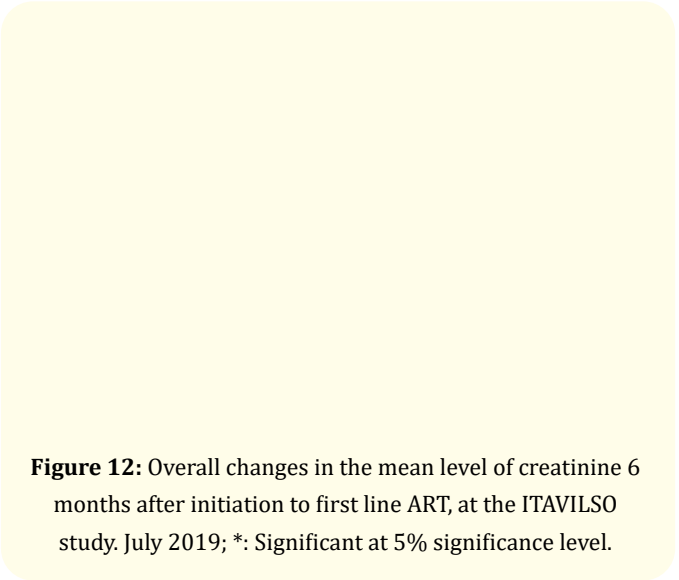 Figure 12: Overall changes in the mean level of creatinine 6
months after initiation to first line ART, at the ITAVILSO
study. July 2019; *: Significant at 5% significance level.